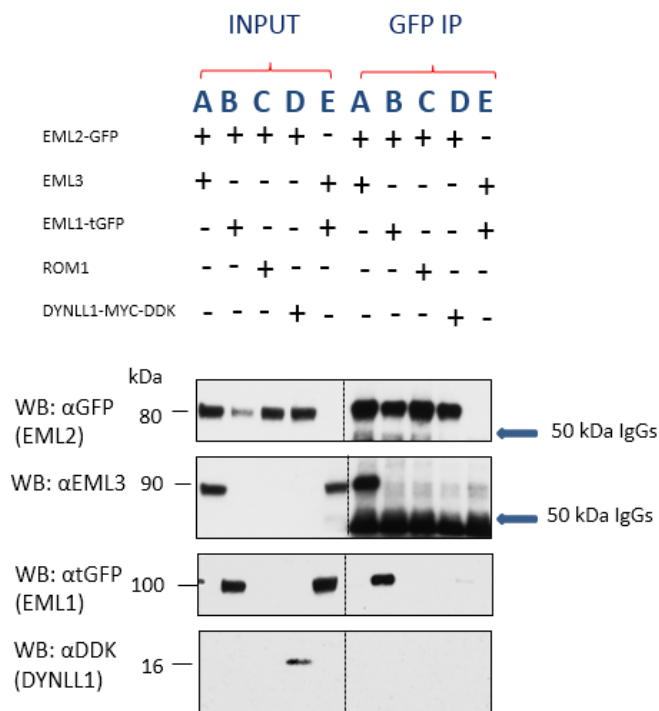 INPUT GFP IP
A B C D E A B C D E
EML2-GFP + + + + - + + + + -
EML3 + - - - + + - - - +
EML1-tGFP - + - - + - + - - +
ROM1 - - + - - - - + - -
DYNLL1-MYC-DDK - - - + - - - - + -
kDa
WB: αGFP 80
(EML2) 50 kDa IgGs
WB: αEML3 90
50 kDa IgGs
WB: αtGFP 100
(EML1)
WB: αDDK 16
(DYNLL1)